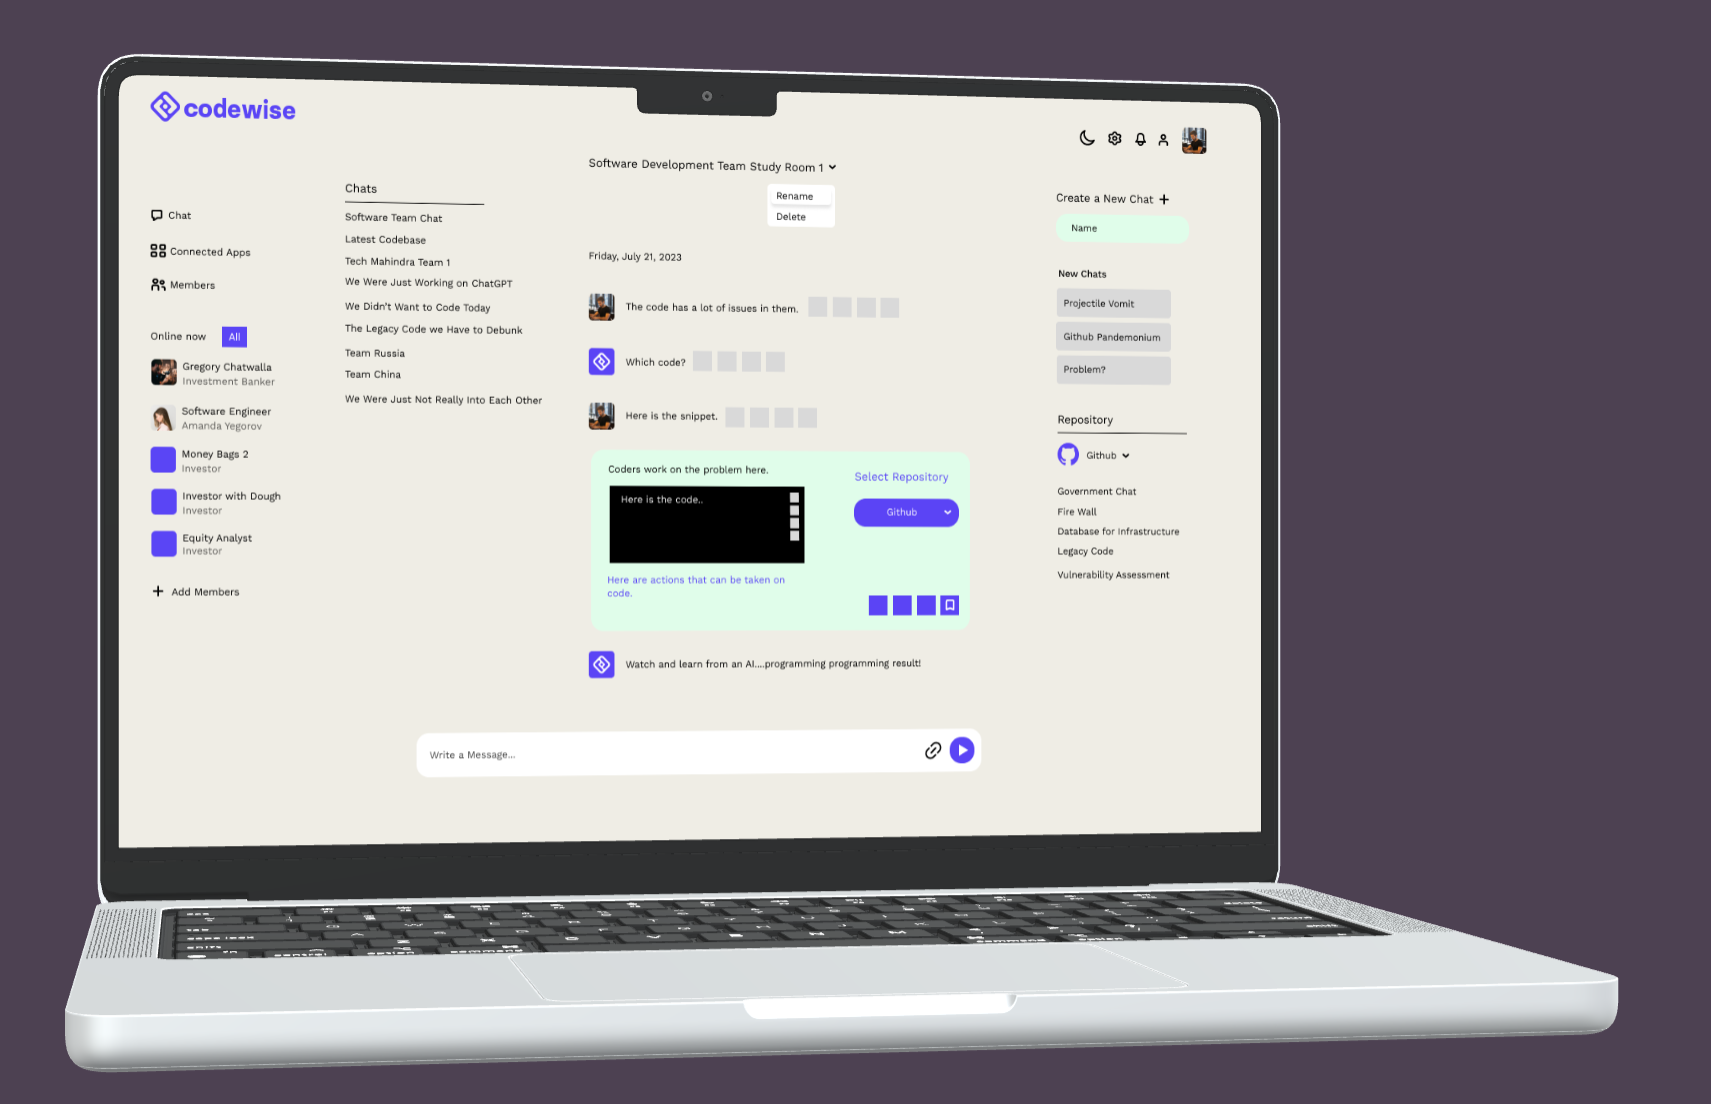 codewise
Chat
Connected Apps
Members
Online now
All
Gregory Chatwalla
Investment Banker
Software Engineer
Amanda Yegorov
Money Bags 2
Investor
Investor with Dough
Investor
Equity Analyst
Investor
Add Members
Chats
Software Team Chat
Latest Codebase
Tech Mahindra Team 1
We Were Just Working on ChatGPT
We Didn't Want to Code Today
The Legacy Code we Have to Debunk
Team Russia
Team China
We Were Just Not Really Into Each Other
Software Development Team Study Room 1
Rename
Delete
Friday, July 21, 2023
The code has a lot of issues in them.
Which code?
Here is the snippet.
Coders work on the problem here.
Here is the code..
Here are actions that can be taken on
code.
Select Repository
Github
Watch and learn from an AI....programming programming result!
Write a Message...
Create a New Chat
Name
New Chats
Projectile Vomit
Github Pandemonium
Problem?
Repository
Github
Government Chat
Fire Wall
Database for Infrastructure
Legacy Code
Vulnerability Assessment
control option command
command option